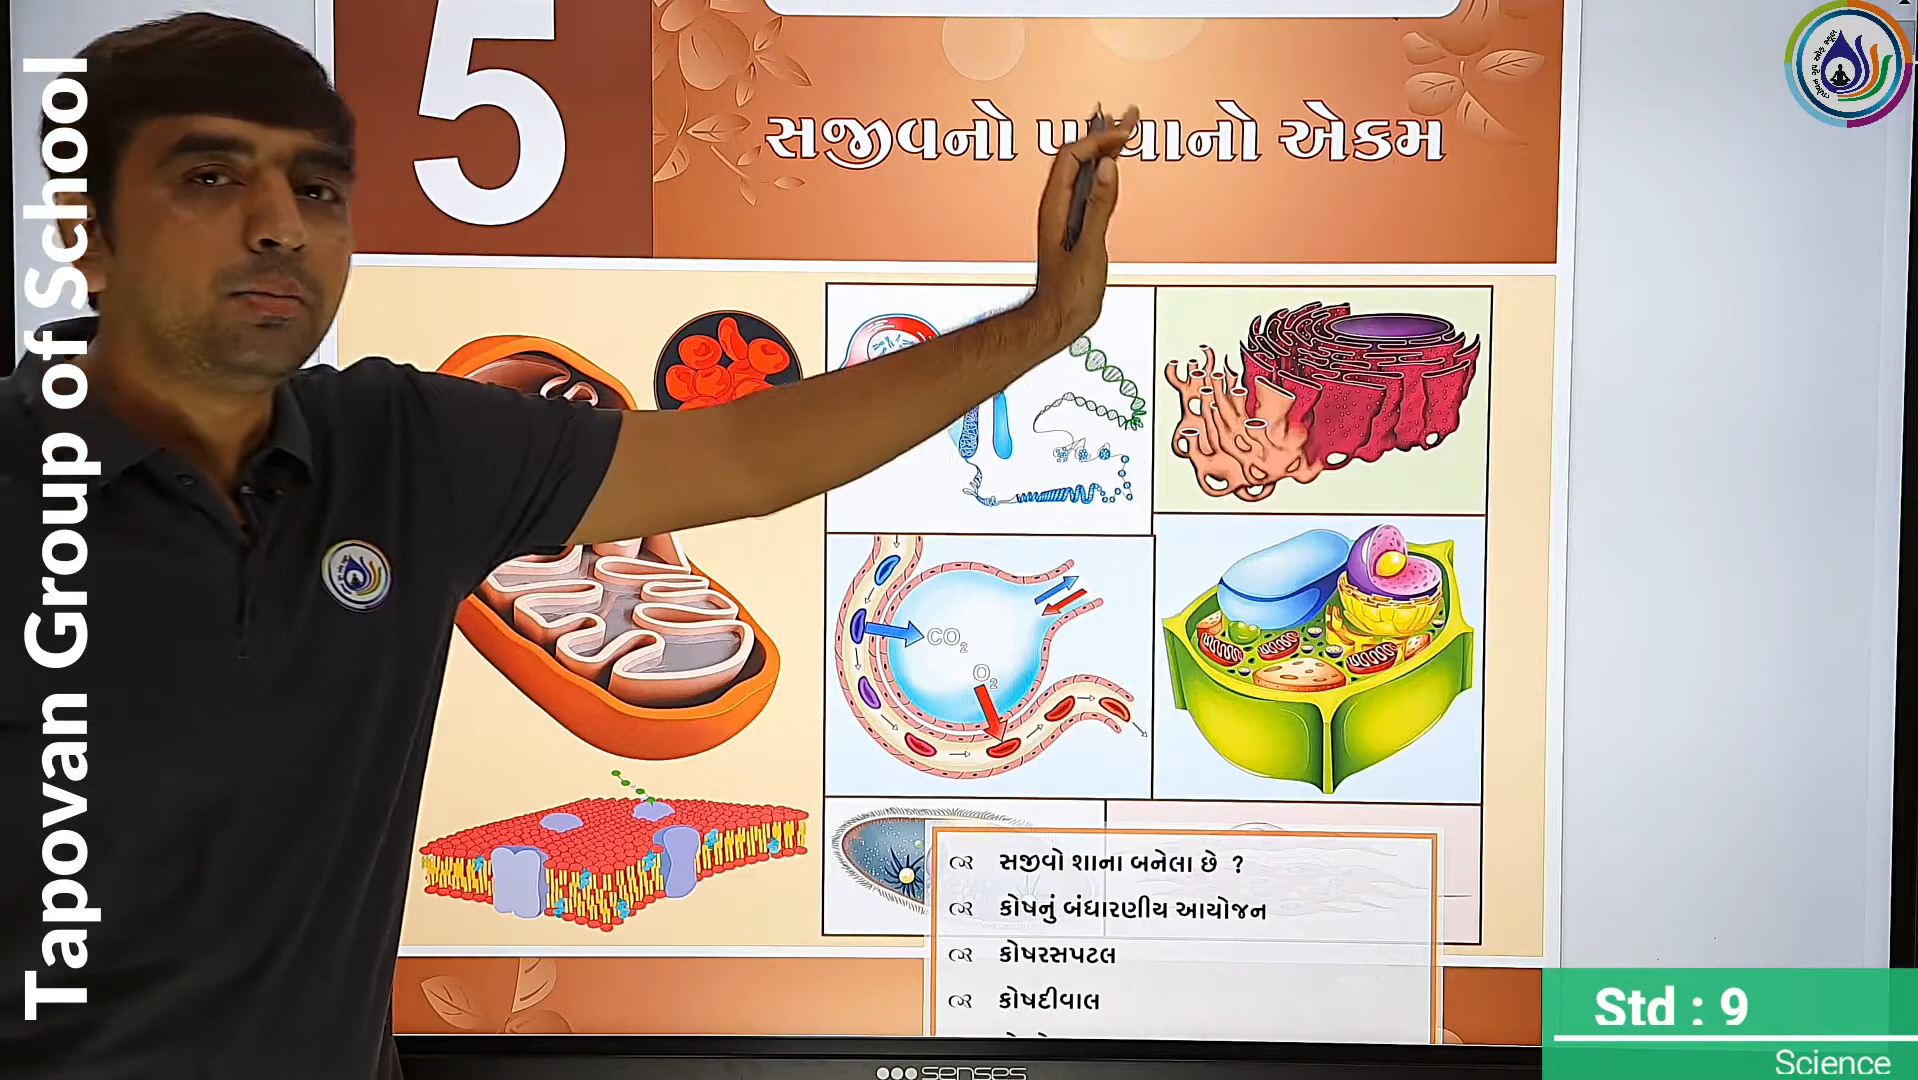 Tapovan Group of School
5
સજીવનો એકમ
CO2
O2
સજીવો શાના બનેલા છે ?
કોષનું બંધારણીય આયોજન
કોષરસપટલ
કોષદીવાલ
Std : 9
Science
senses